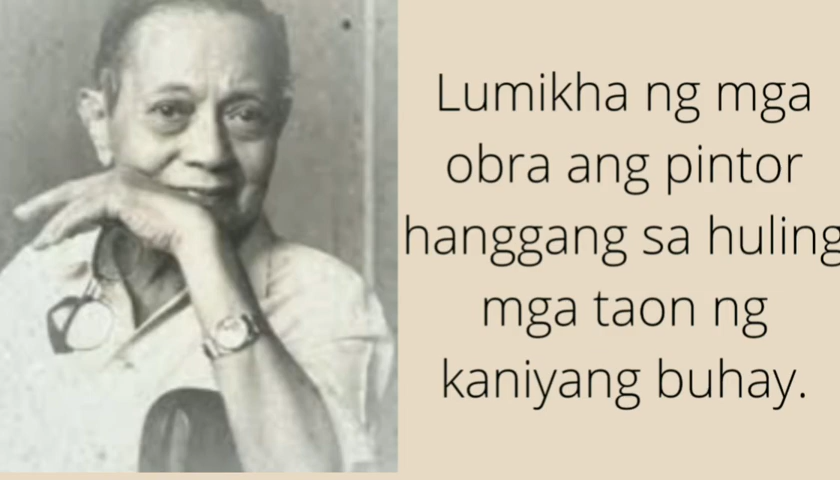 Lumikha ng mga
obra ang pintor
hanggang sa huling
mga taon ng
kaniyang buhay.